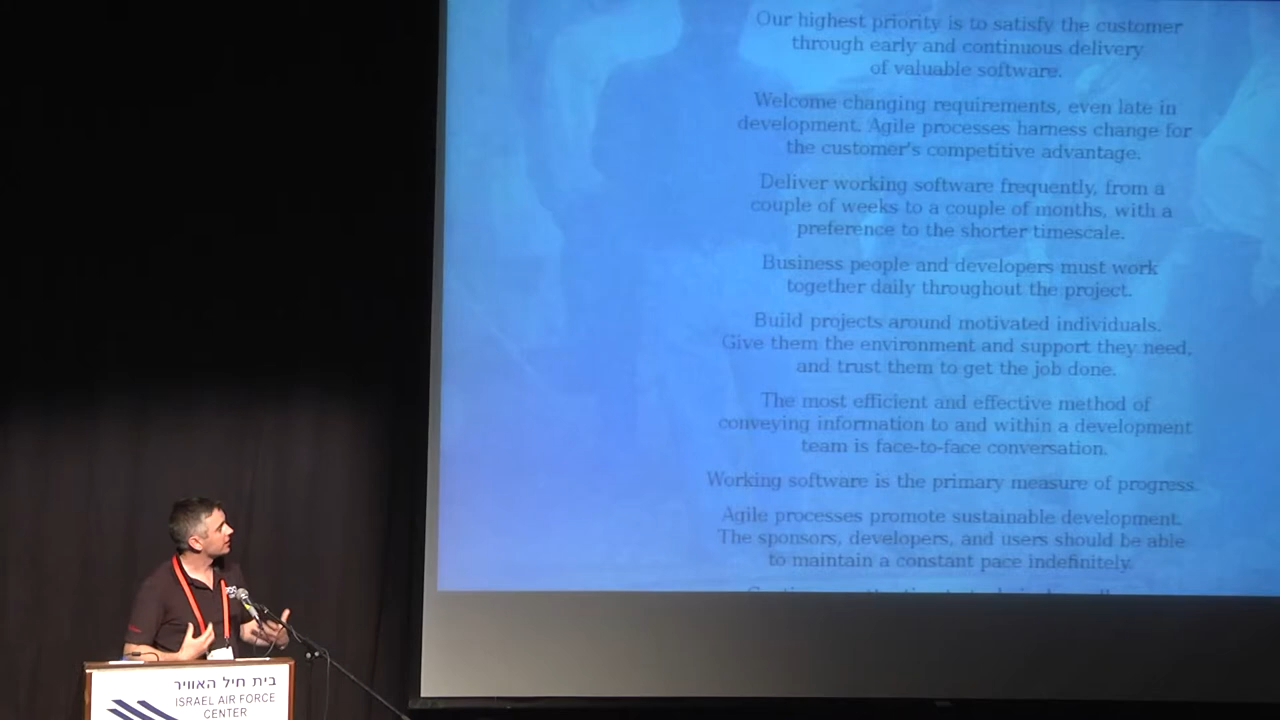 Our highest priority is to satisfy the customer
through early and continuous delivery
of valuable software.
Welcome changing requirements, even late in
development. Agile processes harness change for
the customer's competitive advantage.
Deliver working software frequently, from a
couple of weeks to a couple of months, with a
preference to the shorter timescale.
Business people and developers must work
together daily throughout the project.
Build projects around motivated individuals.
Give them the environment and support they need,
and trust them to get the job done.
The most efficient and effective method of
conveying information to and within a development
team is face-to-face conversation.
Working software is the primary measure of progress.
Agile processes promote sustainable development.
The sponsors, developers, and users should be able
to maintain a constant pace indefinitely.
בית חיל האוויר
ISRAEL AIR FORCE
CENTER